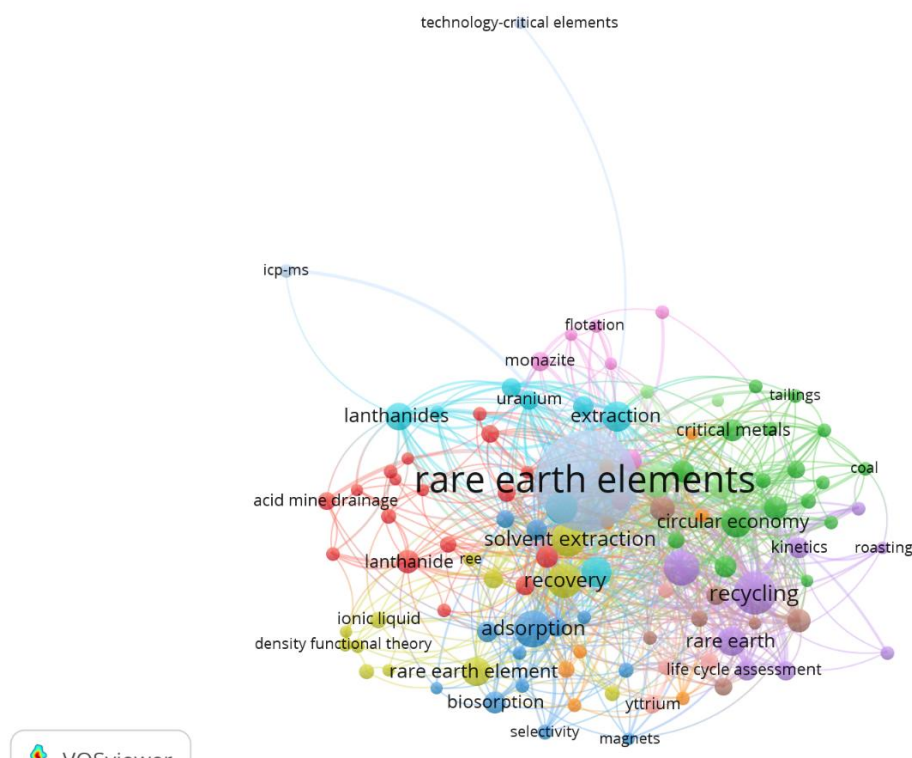 technology-critical elements
icp-ms
flotation
monazite
tailings
uranium
lanthanides
extraction
critical metals
coal
rare earth elements
acid mine drainage
circular economy
solvent extraction
kinetics
roasting
lanthanide
ree
recovery
recycling
ionic liquid
adsorption
density functional theory
rare earth
rare earth element
life cycle assessment
biosorption
yttrium
selectivity
magnets